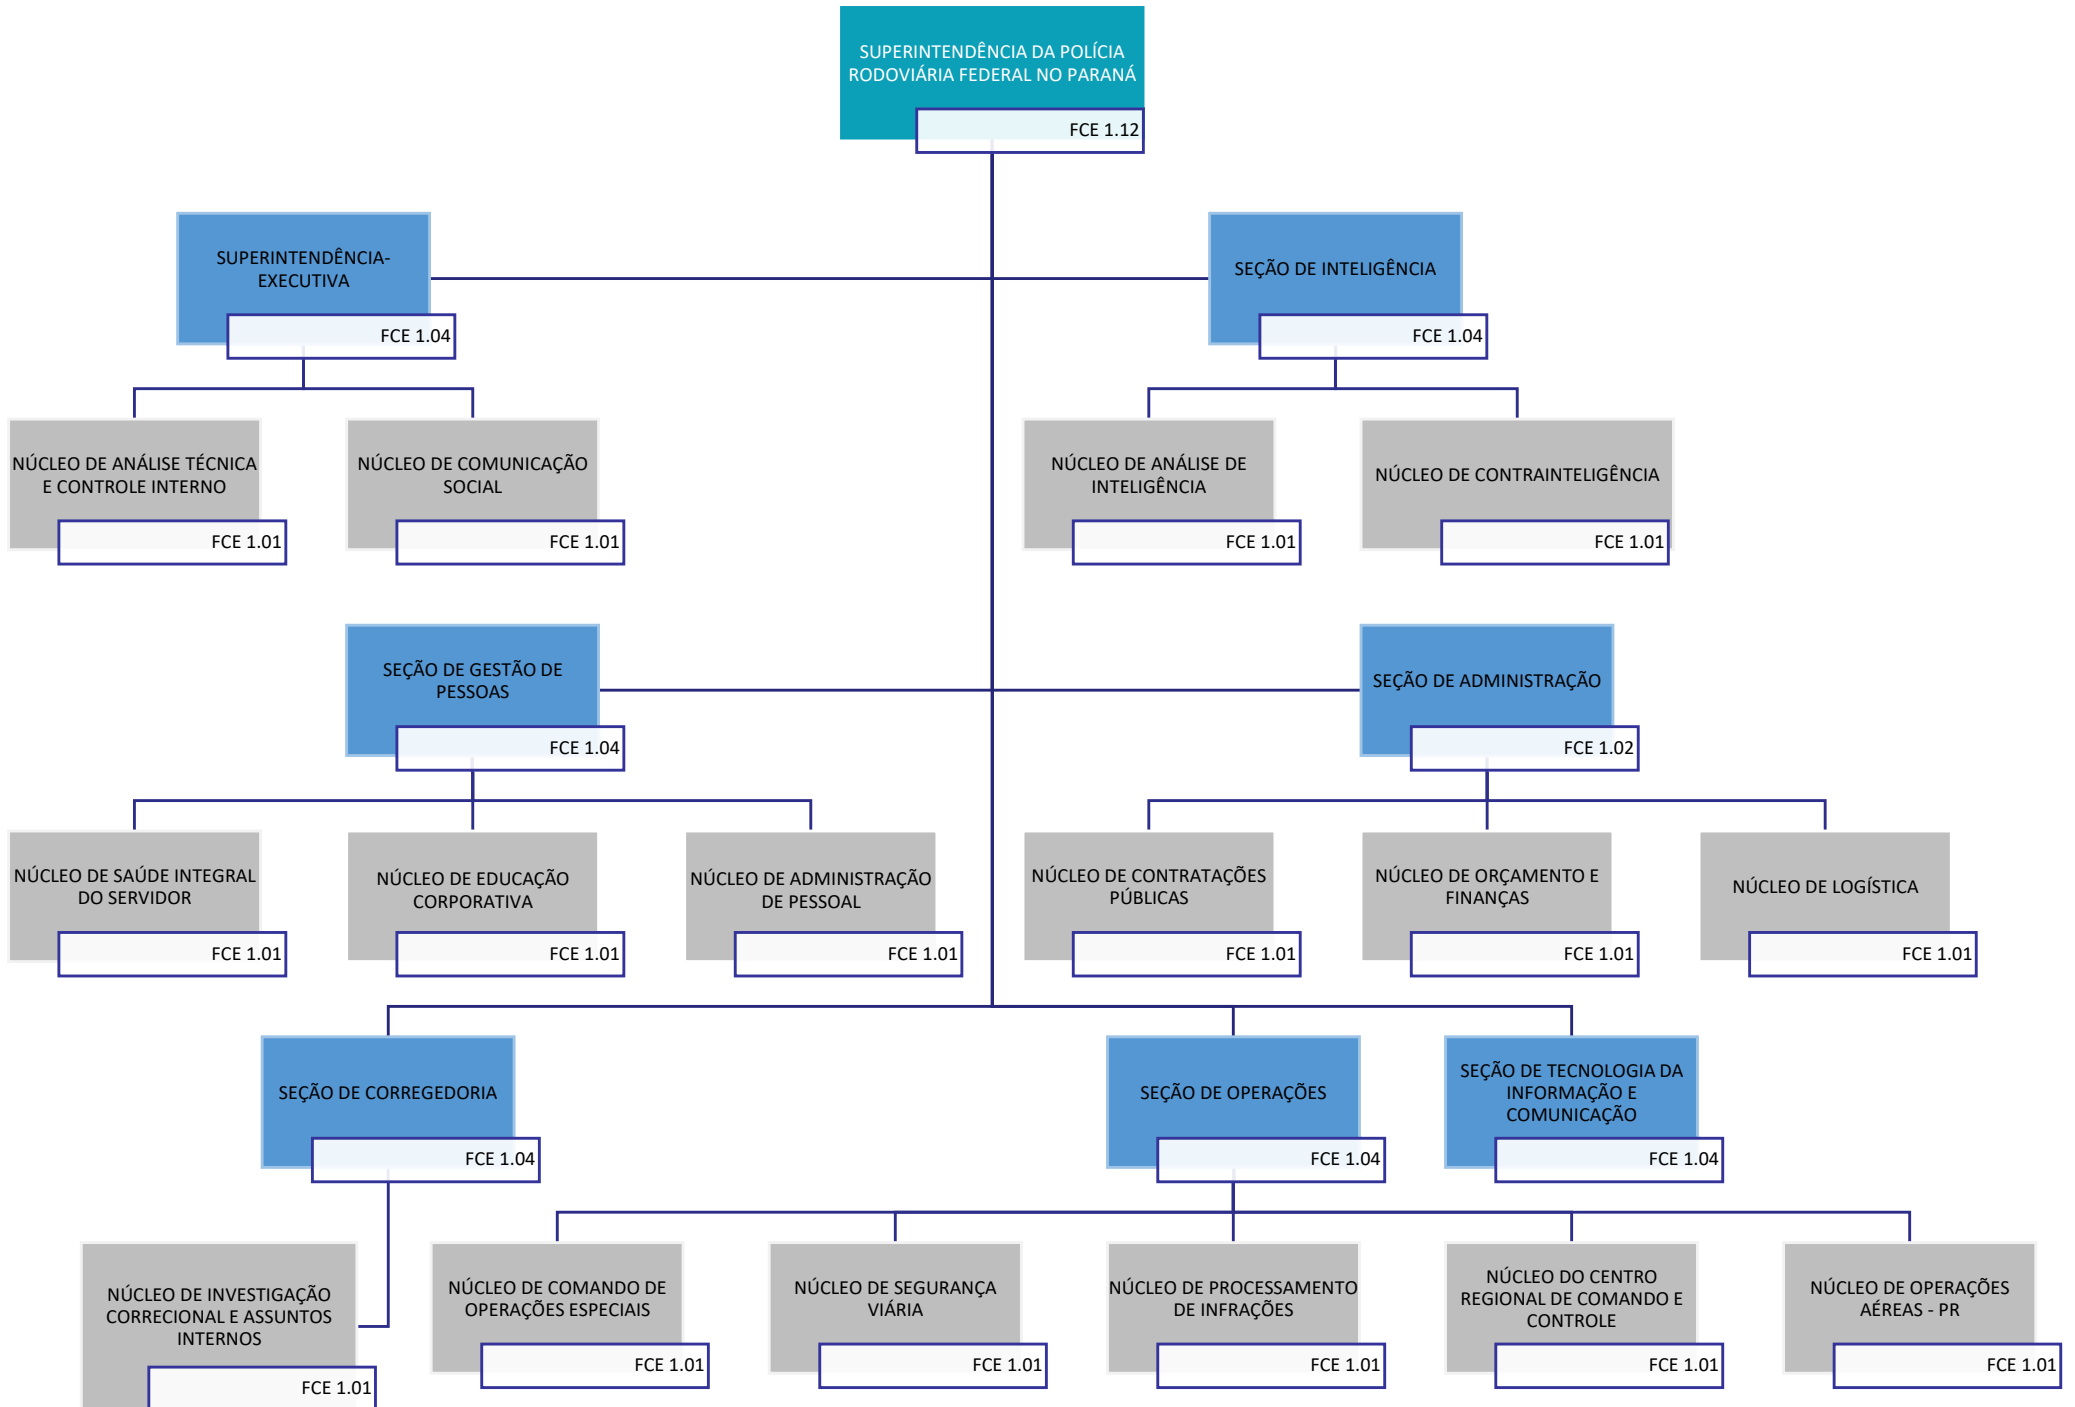 SUPERINTENDÊNCIA DA POLÍCIA
RODOVIÁRIA FEDERAL NO PARANÁ
FCE 1.12
SUPERINTENDÊNCIA-
EXECUTIVA
FCE 1.04
SEÇÃO DE INTELIGÊNCIA
FCE 1.04
NÚCLEO DE ANÁLISE TÉCNICA
E CONTROLE INTERNO
FCE 1.01
NÚCLEO DE COMUNICAÇÃO
SOCIAL
FCE 1.01
NÚCLEO DE ANÁLISE DE
INTELIGÊNCIA
FCE 1.01
NÚCLEO DE CONTRAINTELIGÊNCIA
FCE 1.01
SEÇÃO DE GESTÃO DE
PESSOAS
FCE 1.04
SEÇÃO DE ADMINISTRAÇÃO
FCE 1.02
NÚCLEO DE SAÚDE INTEGRAL
DO SERVIDOR
FCE 1.01
NÚCLEO DE EDUCAÇÃO
CORPORATIVA
FCE 1.01
NÚCLEO DE ADMINISTRAÇÃO
DE PESSOAL
FCE 1.01
NÚCLEO DE CONTRATAÇÕES
PÚBLICAS
FCE 1.01
NÚCLEO DE ORÇAMENTO E
FINANÇAS
FCE 1.01
NÚCLEO DE LOGÍSTICA
FCE 1.01
SEÇÃO DE CORREGEDORIA
FCE 1.04
SEÇÃO DE OPERAÇÕES
FCE 1.04
SEÇÃO DE TECNOLOGIA DA
INFORMAÇÃO E
COMUNICAÇÃO
FCE 1.04
NÚCLEO DE INVESTIGAÇÃO
CORRECIONAL E ASSUNTOS
INTERNOS
FCE 1.01
NÚCLEO DE COMANDO DE
OPERAÇÕES ESPECIAIS
FCE 1.01
NÚCLEO DE SEGURANÇA
VIÁRIA
FCE 1.01
NÚCLEO DE PROCESSAMENTO
DE INFRAÇÕES
FCE 1.01
NÚCLEO DO CENTRO
REGIONAL DE COMANDO E
CONTROLE
FCE 1.01
NÚCLEO DE OPERAÇÕES
AÉREAS - PR
FCE 1.01